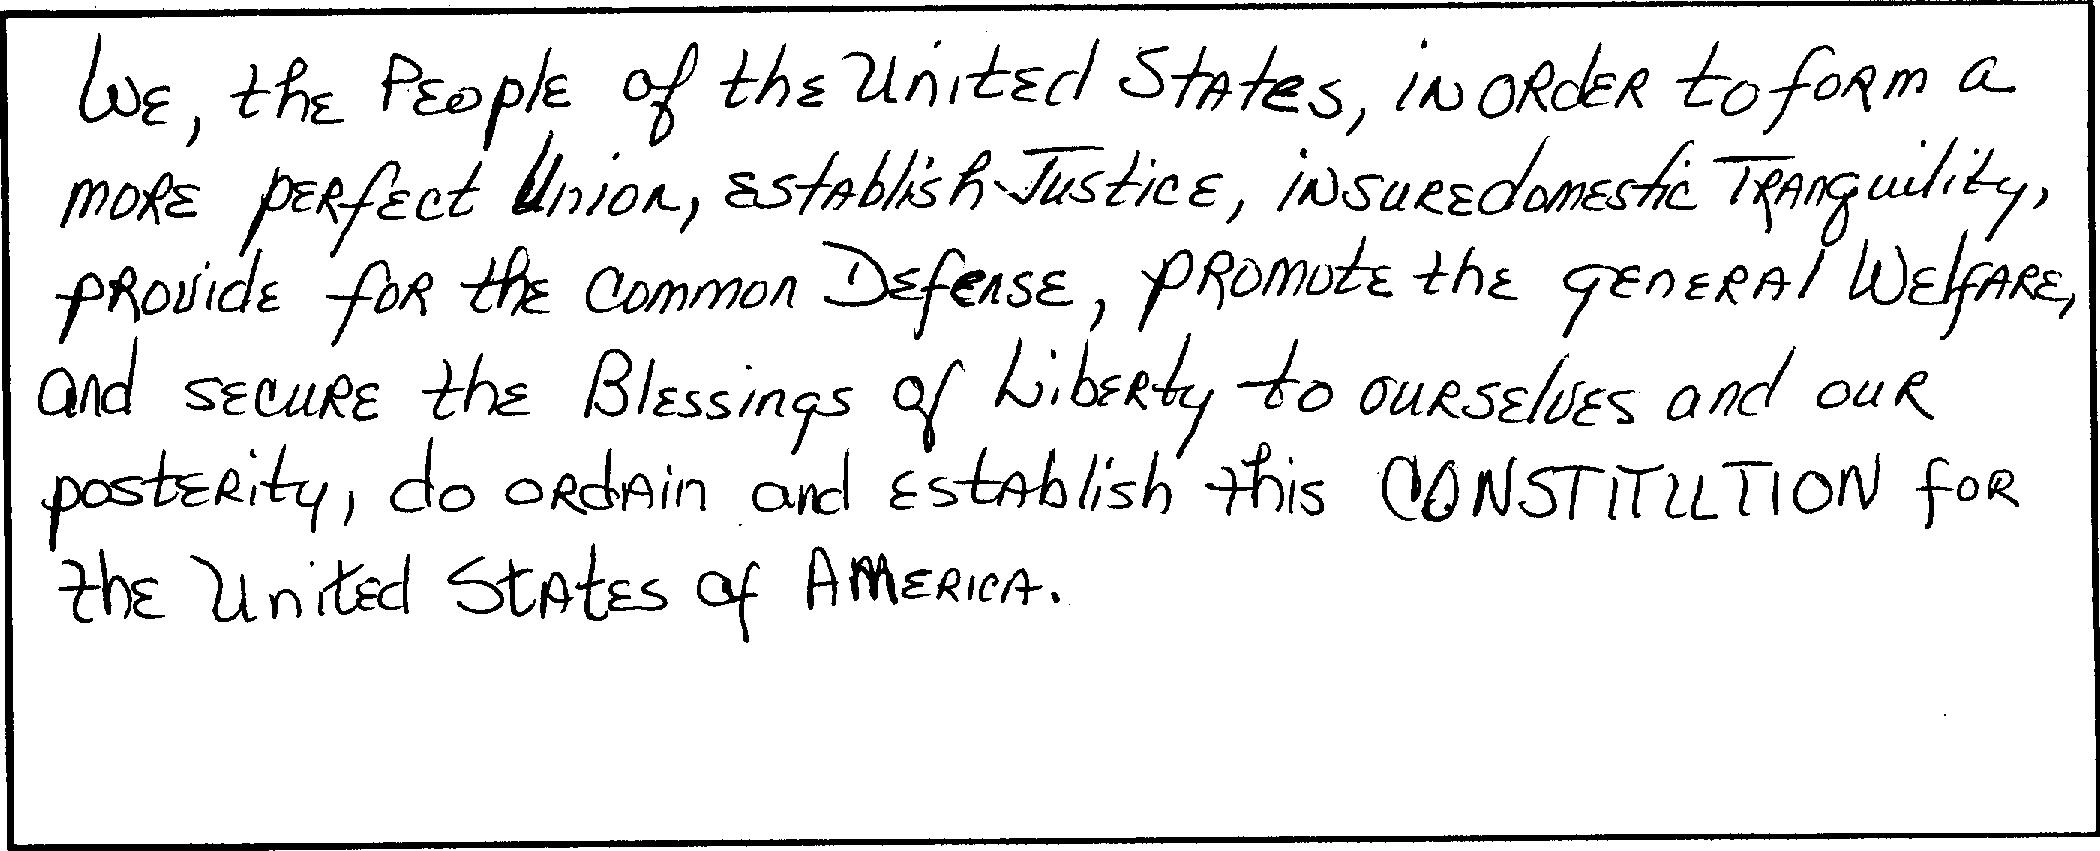 We, the People of the United States, in order to form a
more perfect Union, establish Justice, insure domestic Tranquility,
provide for the common Defense, promote the general Welfare,
and secure the Blessings of Liberty to ourselves and our
posterity, do ordain and establish this CONSTITUTION for
the United States of America.